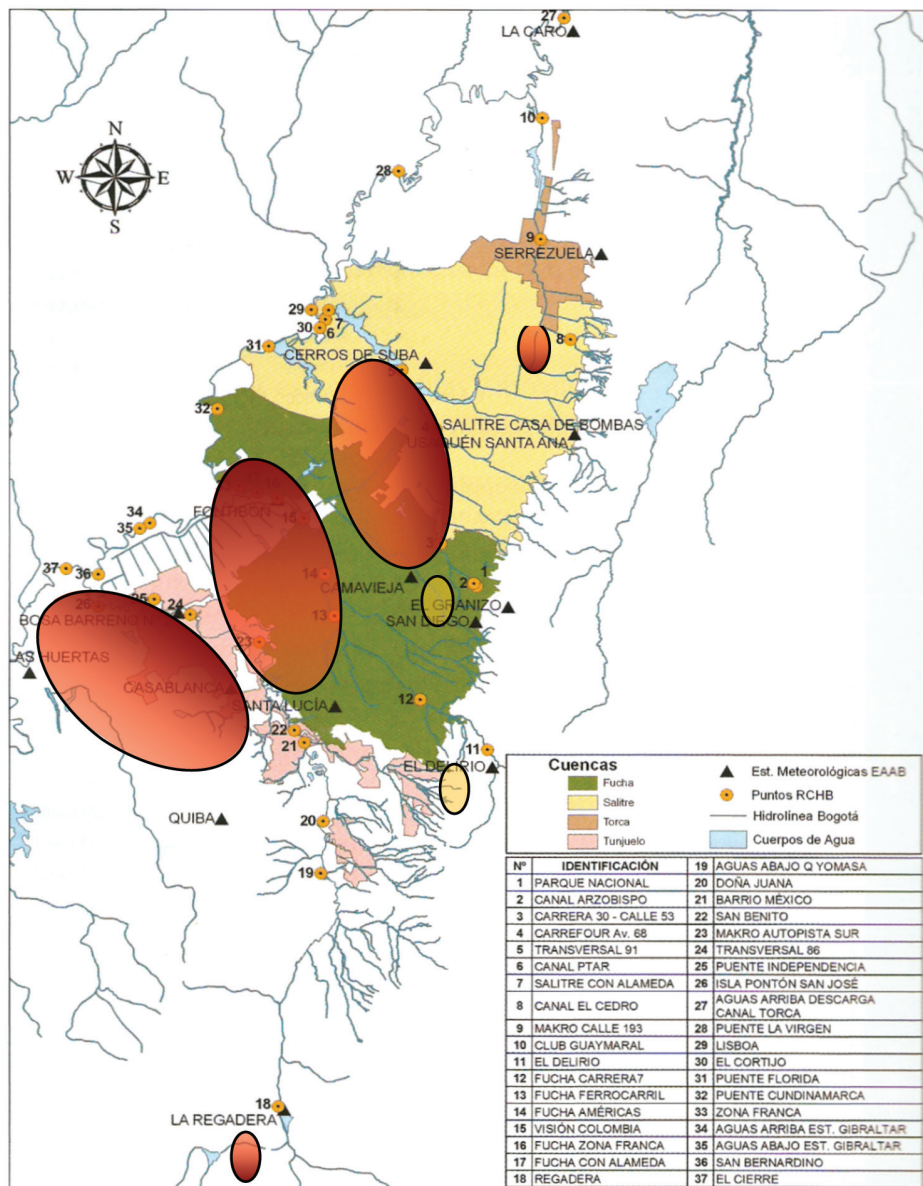 27
LA CARO
10
N
W E
S
28
9
SERREZUELA
29
7
30
6
8
31
CERROS DE SUBA
32
SALITRE CASA DE BOMBAS
USAQUÉN SANTA ANA
FONTIBÓN
15
34
35
3
37
36
14
CAMAVIEJA
2
1
25
26
24
EL GRANIZO
BOSA BARRENO N
13
SAN DIEGO
23
AS HUERTAS
CASABLANCA
12
SANTA LUCÍA
22
21
11
EL DELIRIO
QUIBA
20
19
18
LA REGADERA
Cuencas
Fucha
Salitre
Torca
Tunjuelo
Est. Meteorológicas EAAB
Puntos RCHB
Hidrolínea Bogotá
Cuerpos de Agua
Nº IDENTIFICACIÓN 19 AGUAS ABAJO Q YOMASA
1 PARQUE NACIONAL 20 DOÑA JUANA
2 CANAL ARZOBISPO 21 BARRIO MÉXICO
3 CARRERA 30 - CALLE 53 22 SAN BENITO
4 CARREFOUR Av. 68 23 MAKRO AUTOPISTA SUR
5 TRANSVERSAL 91 24 TRANSVERSAL 86
6 CANAL PTAR 25 PUENTE INDEPENDENCIA
7 SALITRE CON ALAMEDA 26 ISLA PONTÓN SAN JOSÉ
8 CANAL EL CEDRO 27 AGUAS ARRIBA DESCARGA
CANAL TORCA
9 MAKRO CALLE 193 28 PUENTE LA VIRGEN
10 CLUB GUAYMARAL 29 LISBOA
11 EL DELIRIO 30 EL CORTIJO
12 FUCHA CARRERA7 31 PUENTE FLORIDA
13 FUCHA FERROCARRIL 32 PUENTE CUNDINAMARCA
14 FUCHA AMÉRICAS 33 ZONA FRANCA
15 VISIÓN COLOMBIA 34 AGUAS ARRIBA EST. GIBRALTAR
16 FUCHA ZONA FRANCA 35 AGUAS ABAJO EST. GIBRALTAR
17 FUCHA CON ALAMEDA 36 SAN BERNARDINO
18 REGADERA 37 EL CIERRE